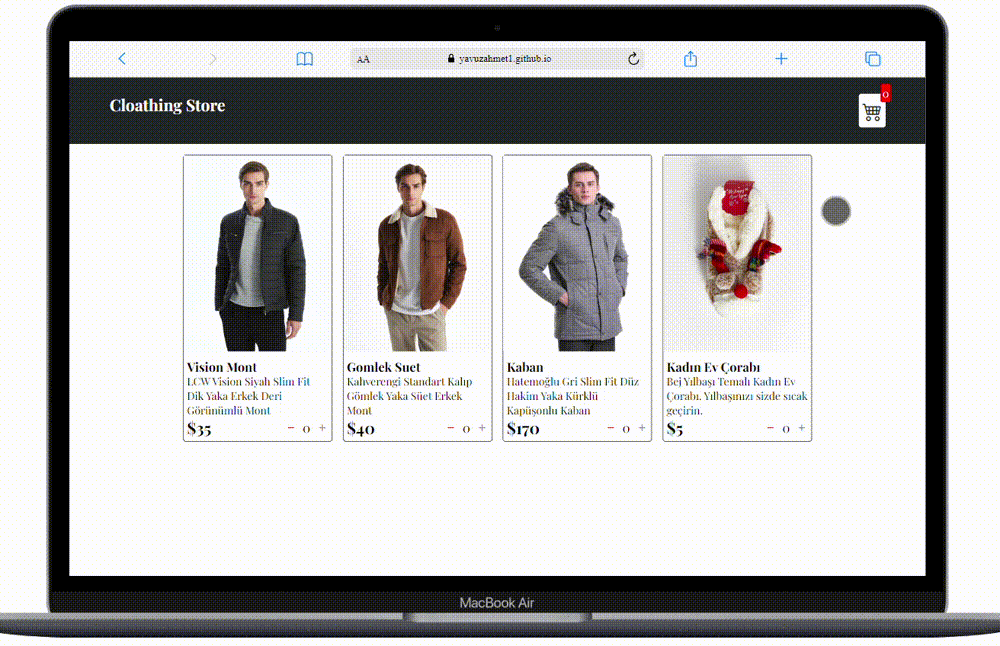 AA
yavuzahmet1.github.io
Cloathing Store
0
Vision Mont
LCW Vision Siyah Slim Fit
Dik Yaka Erkek Deri
Görünümlü Mont
$35
− 0 +
Gomlek Suet
Kahverengi Standart Kalıp
Gömlek Yaka Süet Erkek
Mont
$40
− 0 +
Kaban
Hatemoğlu Gri Slim Fit Düz
Hakim Yaka Kürklü
Kapüşonlu Kaban
$170
− 0 +
Kadın Ev Çorabı
Bej Yılbaşı Temalı Kadın Ev
Çorabı. Yılbaşınızı sizde sıcak
geçirin.
$5
− 0 +
MacBook Air